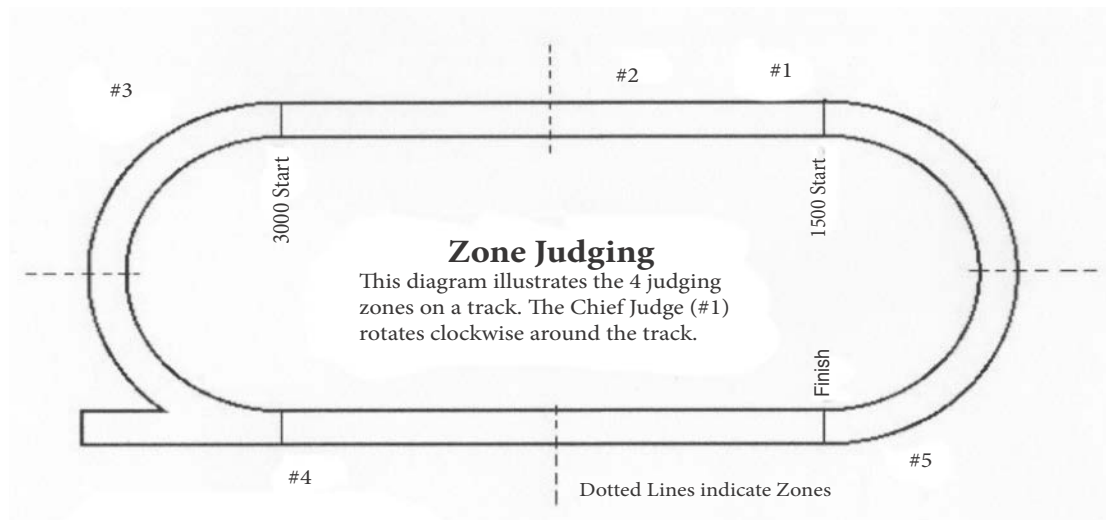 #3
#2
#1
3000 Start
1500 Start
Zone Judging
This diagram illustrates the 4 judging
zones on a track. The Chief Judge (#1)
rotates clockwise around the track.
Finish
#4
#5
Dotted Lines indicate Zones